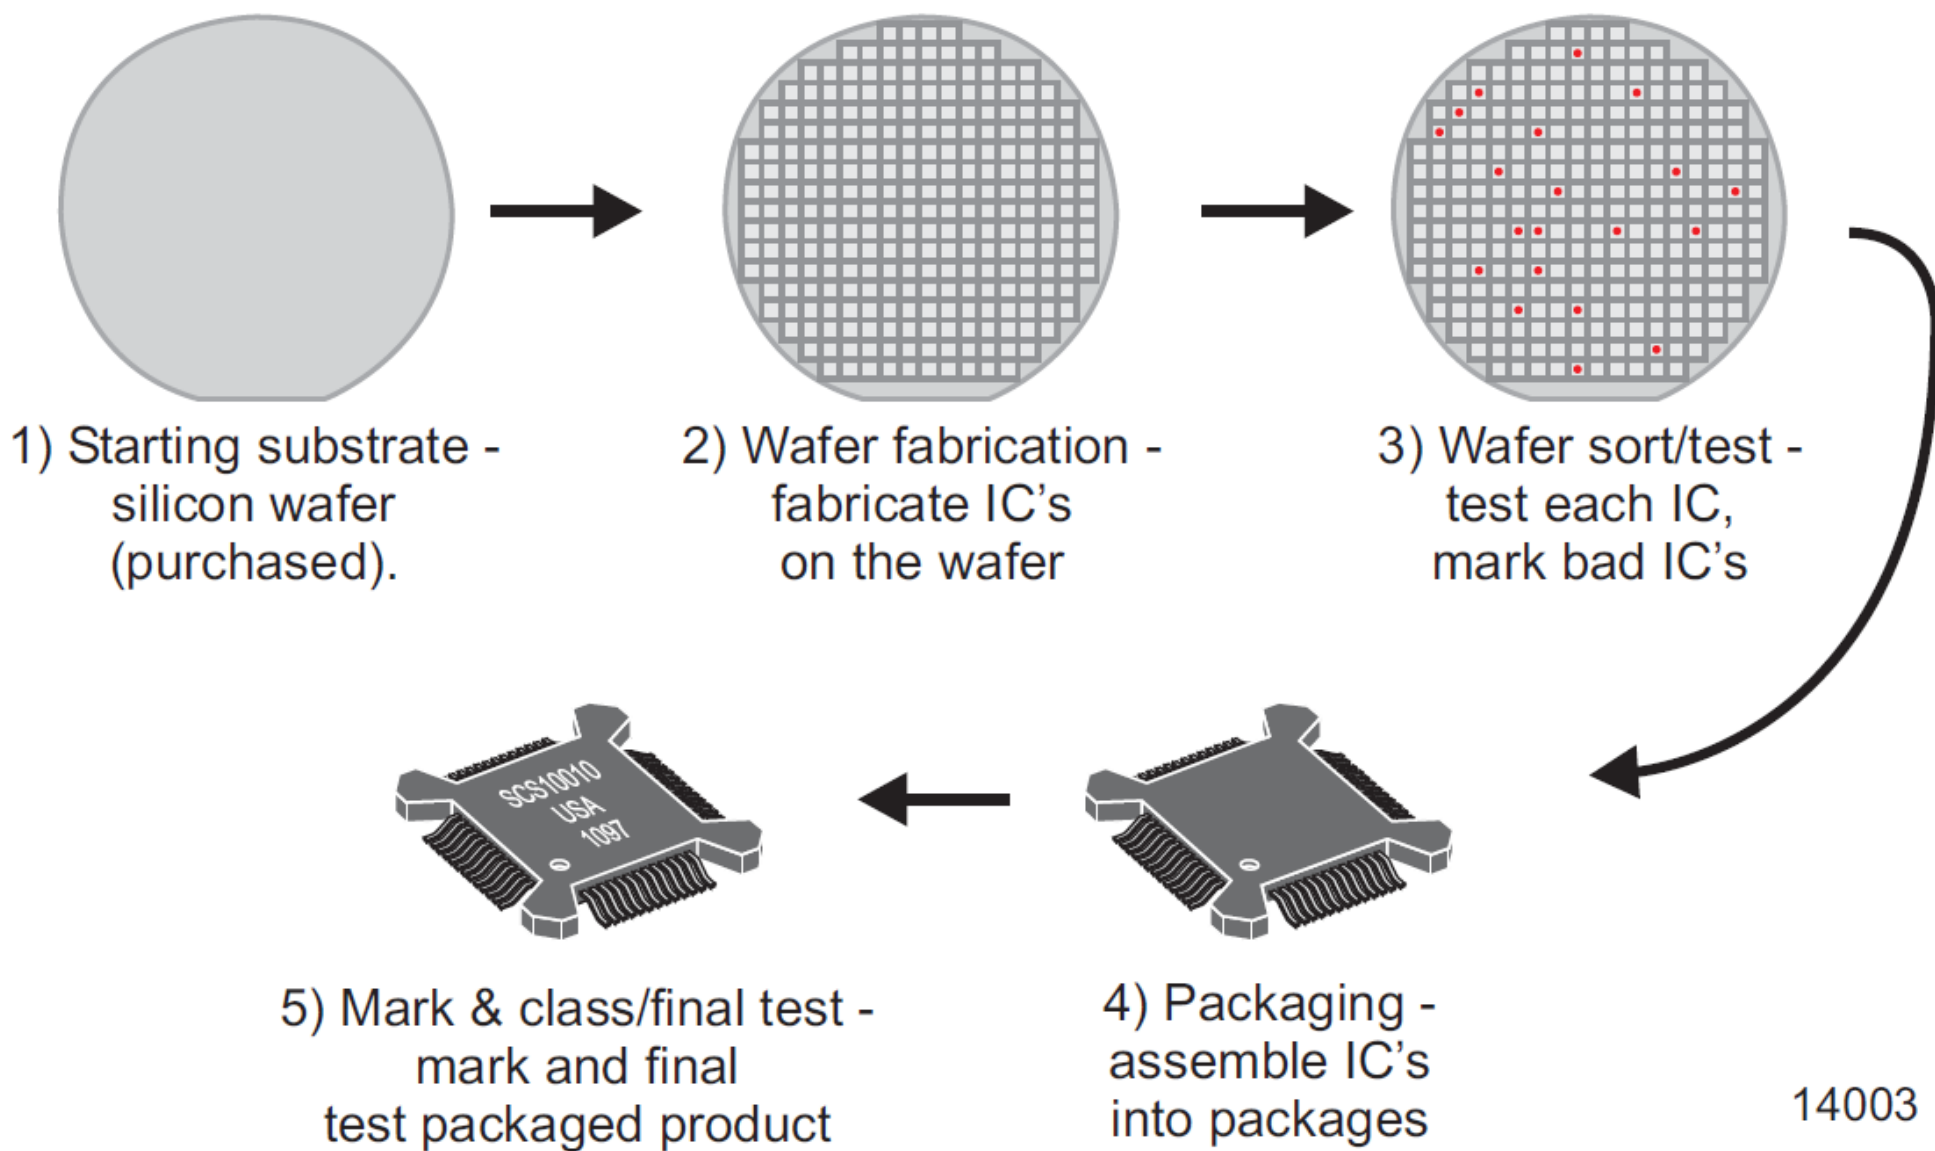 1) Starting substrate -
silicon wafer
(purchased).
2) Wafer fabrication -
fabricate IC's
on the wafer
3) Wafer sort/test -
test each IC,
mark bad IC's
SCS10010
USA
1097
5) Mark & class/final test -
mark and final
test packaged product
4) Packaging -
assemble IC's
into packages
14003